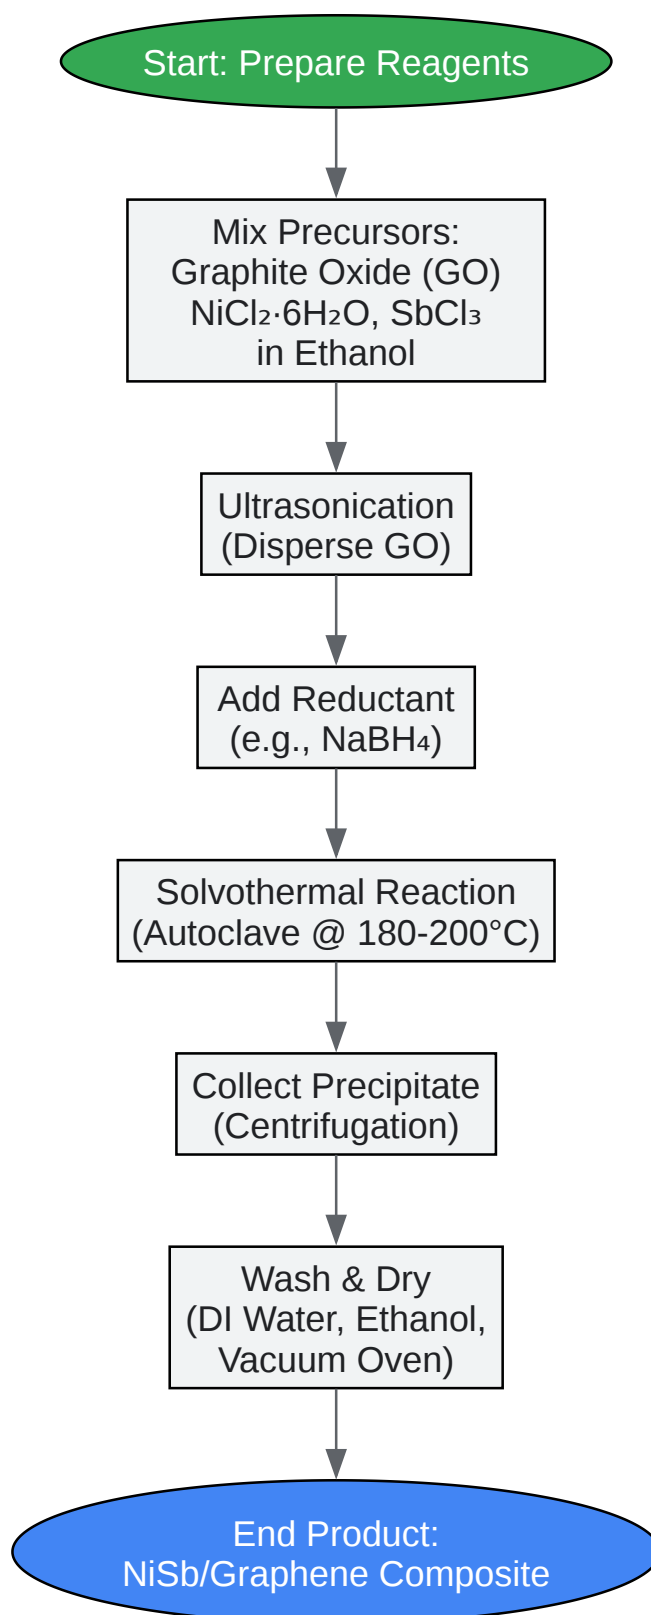 Start: Prepare Reagents
Mix Precursors:
Graphite Oxide (GO)
NiCl₂·6H₂O, SbCl₃
in Ethanol
Ultrasonication
(Disperse GO)
Add Reductant
(e.g., NaBH₄)
Solvothermal Reaction
(Autoclave @ 180-200°C)
Collect Precipitate
(Centrifugation)
Wash & Dry
(DI Water, Ethanol,
Vacuum Oven)
End Product:
NiSb/Graphene Composite